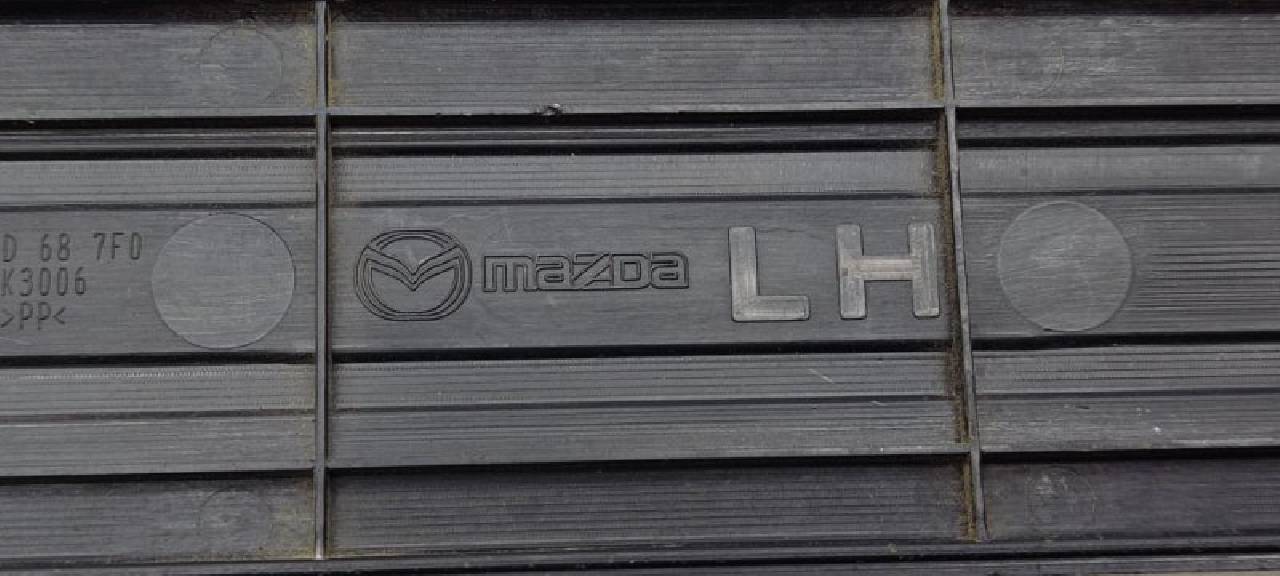 D 68 7F0
K3006
>PP<
mazda LH